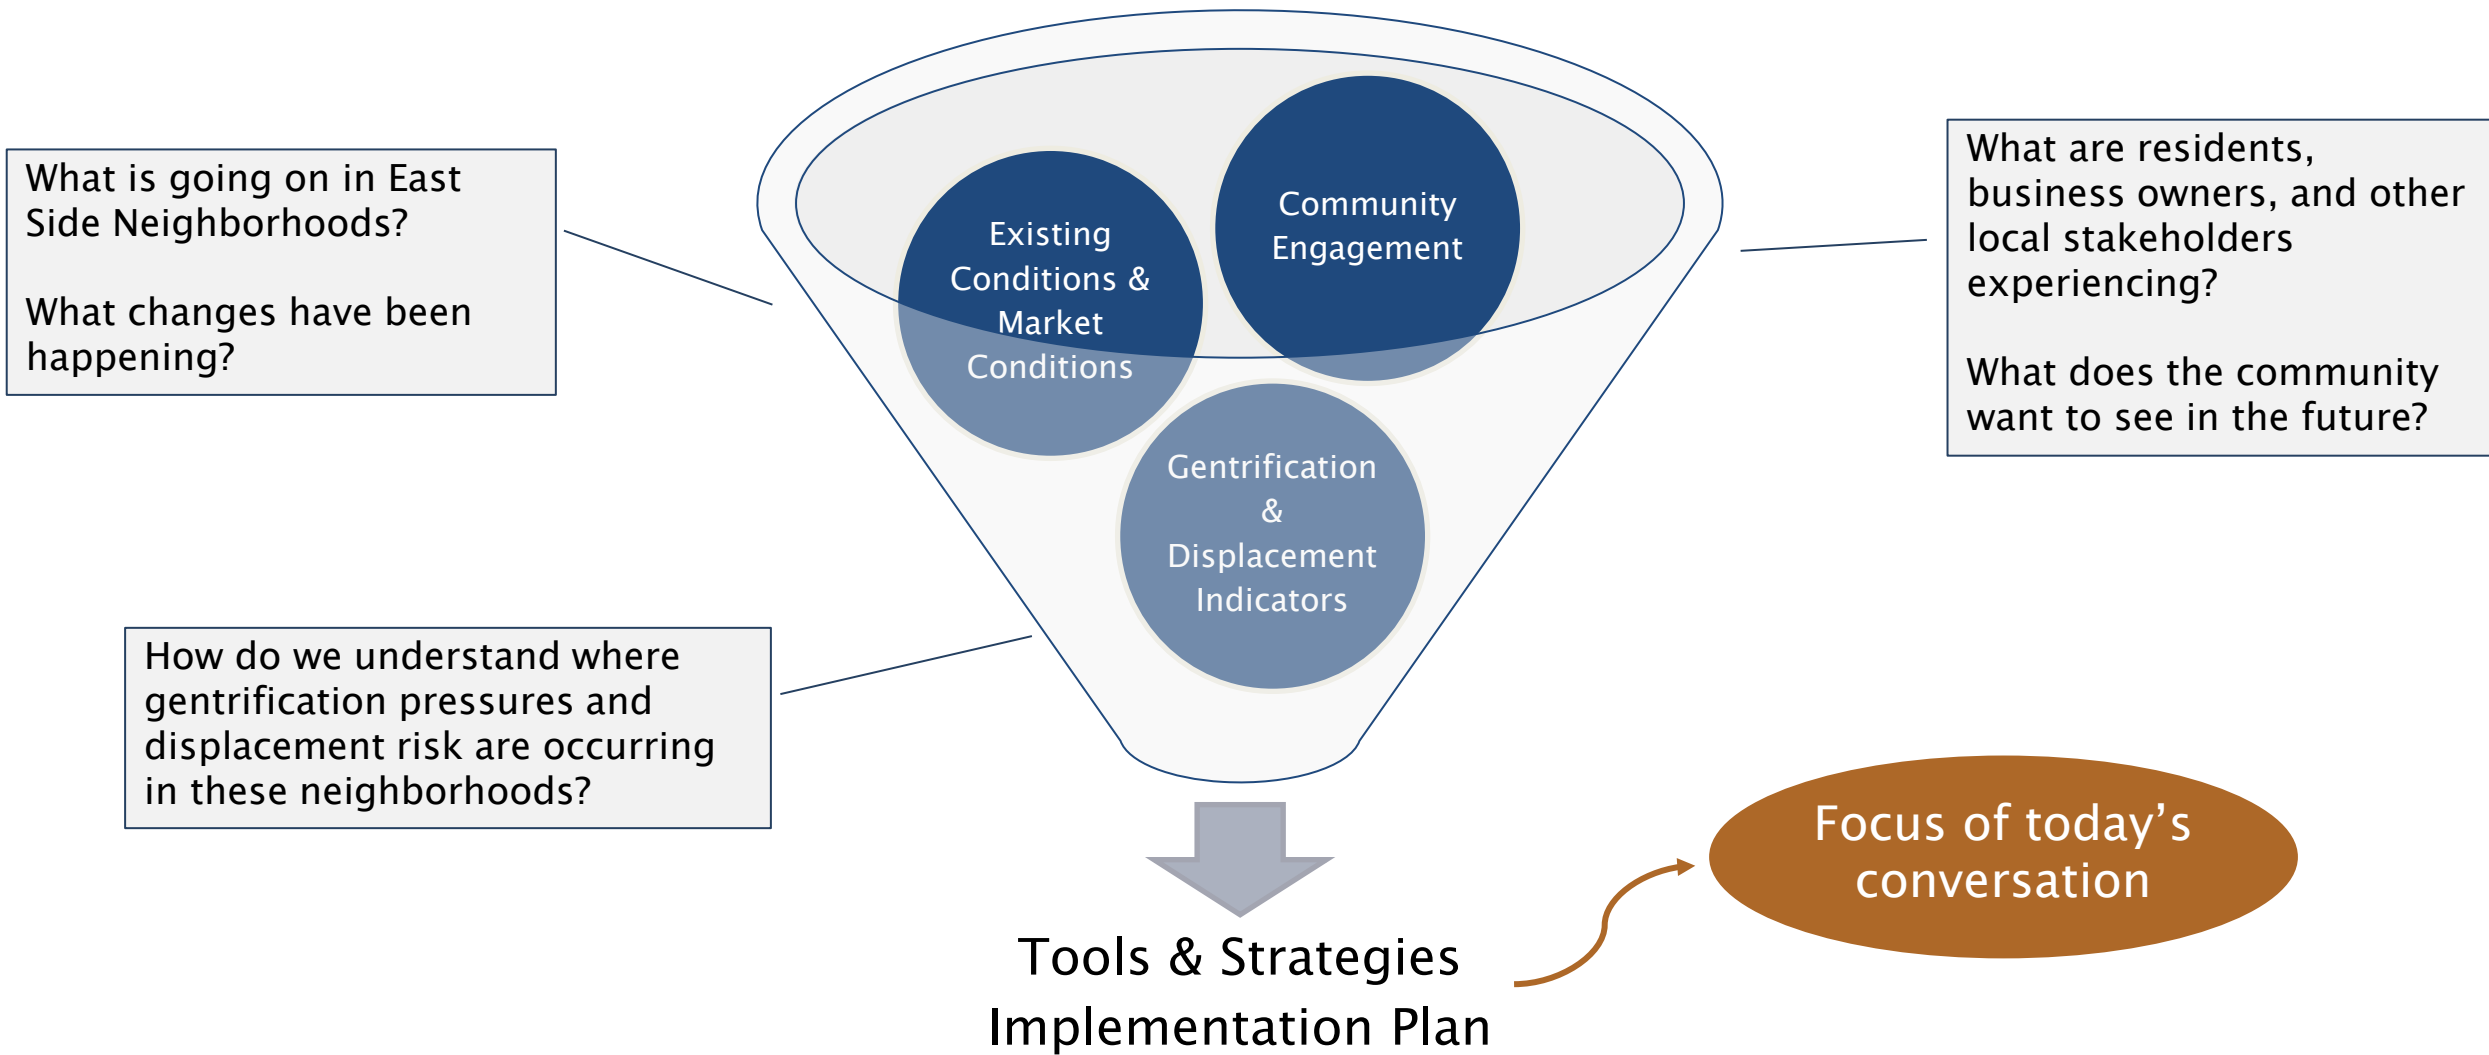 What is going on in East
Side Neighborhoods?
What changes have been
happening?
Existing
Conditions &
Market
Conditions
Community
Engagement
Gentrification
&
Displacement
Indicators
What are residents,
business owners, and other
local stakeholders
experiencing?
What does the community
want to see in the future?
How do we understand where
gentrification pressures and
displacement risk are occurring
in these neighborhoods?
Tools & Strategies
Implementation Plan
Focus of today’s
conversation